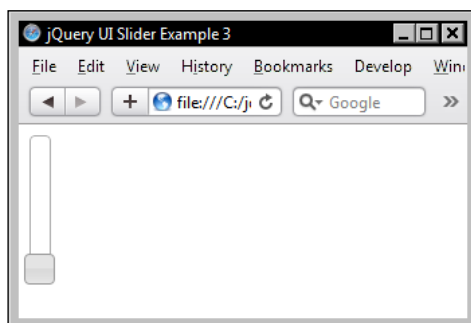 jQuery UI Slider Example 3
File Edit View History Bookmarks Develop
file:///C:/j
Google